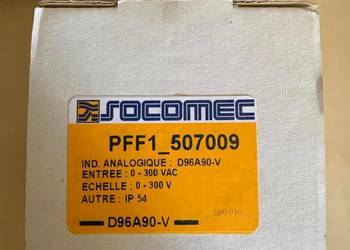 SOCOMEC
PFF1_507009
IND. ANALOGIQUE : D96A90-V
ENTREE : 0 - 300 VAC
ECHELLE : 0 - 300 V
AUTRE : IP 54
D96A90-V